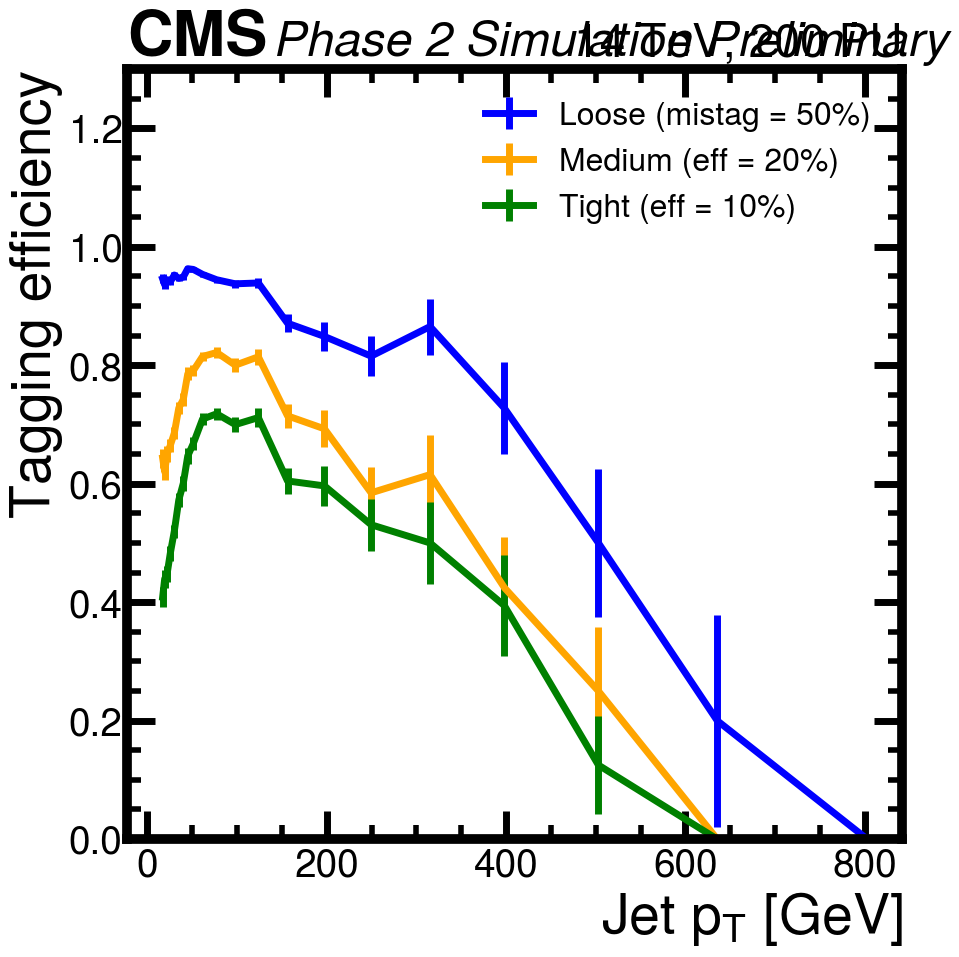 CMS Phase 2 Simulation Preliminary
14 TeV, 200 PU
Loose (mistag = 50%)
Medium (eff = 20%)
Tight (eff = 10%)
Tagging efficiency
1.2
1.0
0.8
0.6
0.4
0.2
0.0
0 200 400 600 800
Jet pT [GeV]